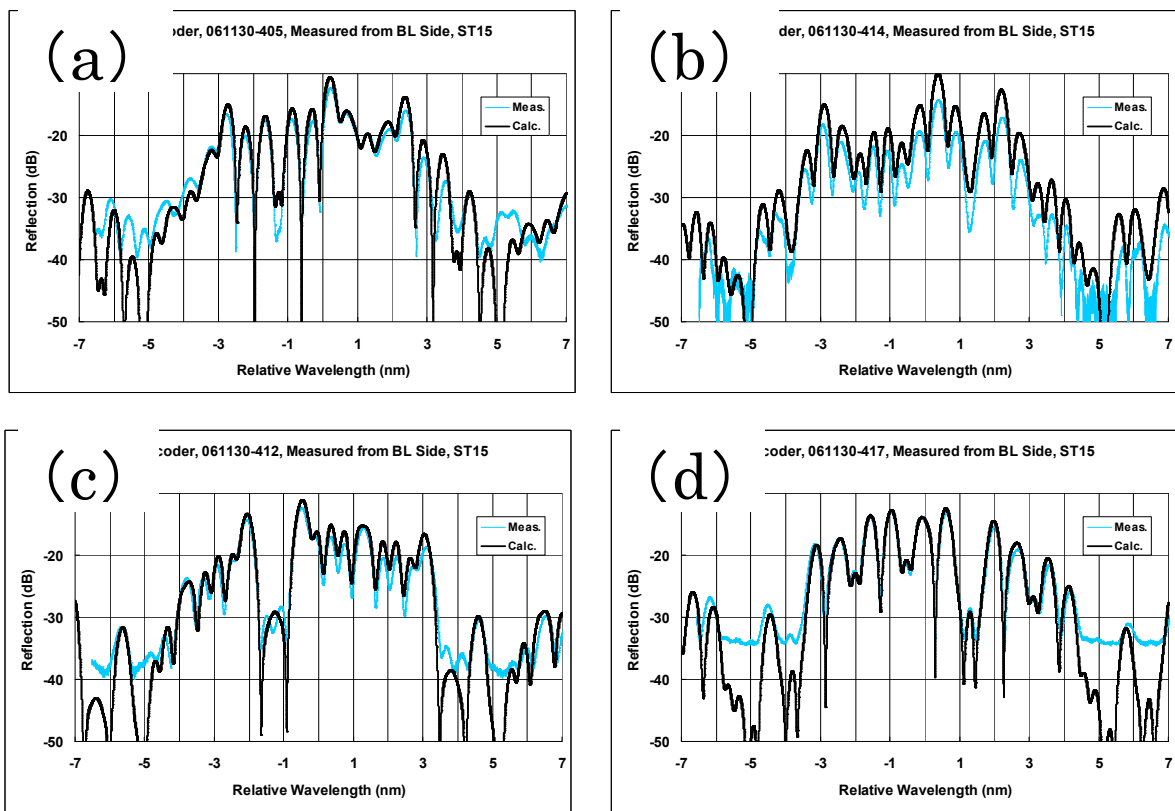 (a)
oder, 061130-405, Measured from BL Side, ST15
Meas.
Calc.
Reflection (dB)
-20
-30
-40
-50
-7 -5 -3 -1 1 3 5 7
Relative Wavelength (nm)
(b)
der, 061130-414, Measured from BL Side, ST15
Meas.
Calc.
Reflection (dB)
-20
-30
-40
-50
-7 -5 -3 -1 1 3 5 7
Relative Wavelength (nm)
(c)
coder, 061130-412, Measured from BL Side, ST15
Meas.
Calc.
Reflection (dB)
-20
-30
-40
-50
-7 -5 -3 -1 1 3 5 7
Relative Wavelength (nm)
(d)
coder, 061130-417, Measured from BL Side, ST15
Meas.
Calc.
Reflection (dB)
-20
-30
-40
-50
-7 -5 -3 -1 1 3 5 7
Relative Wavelength (nm)